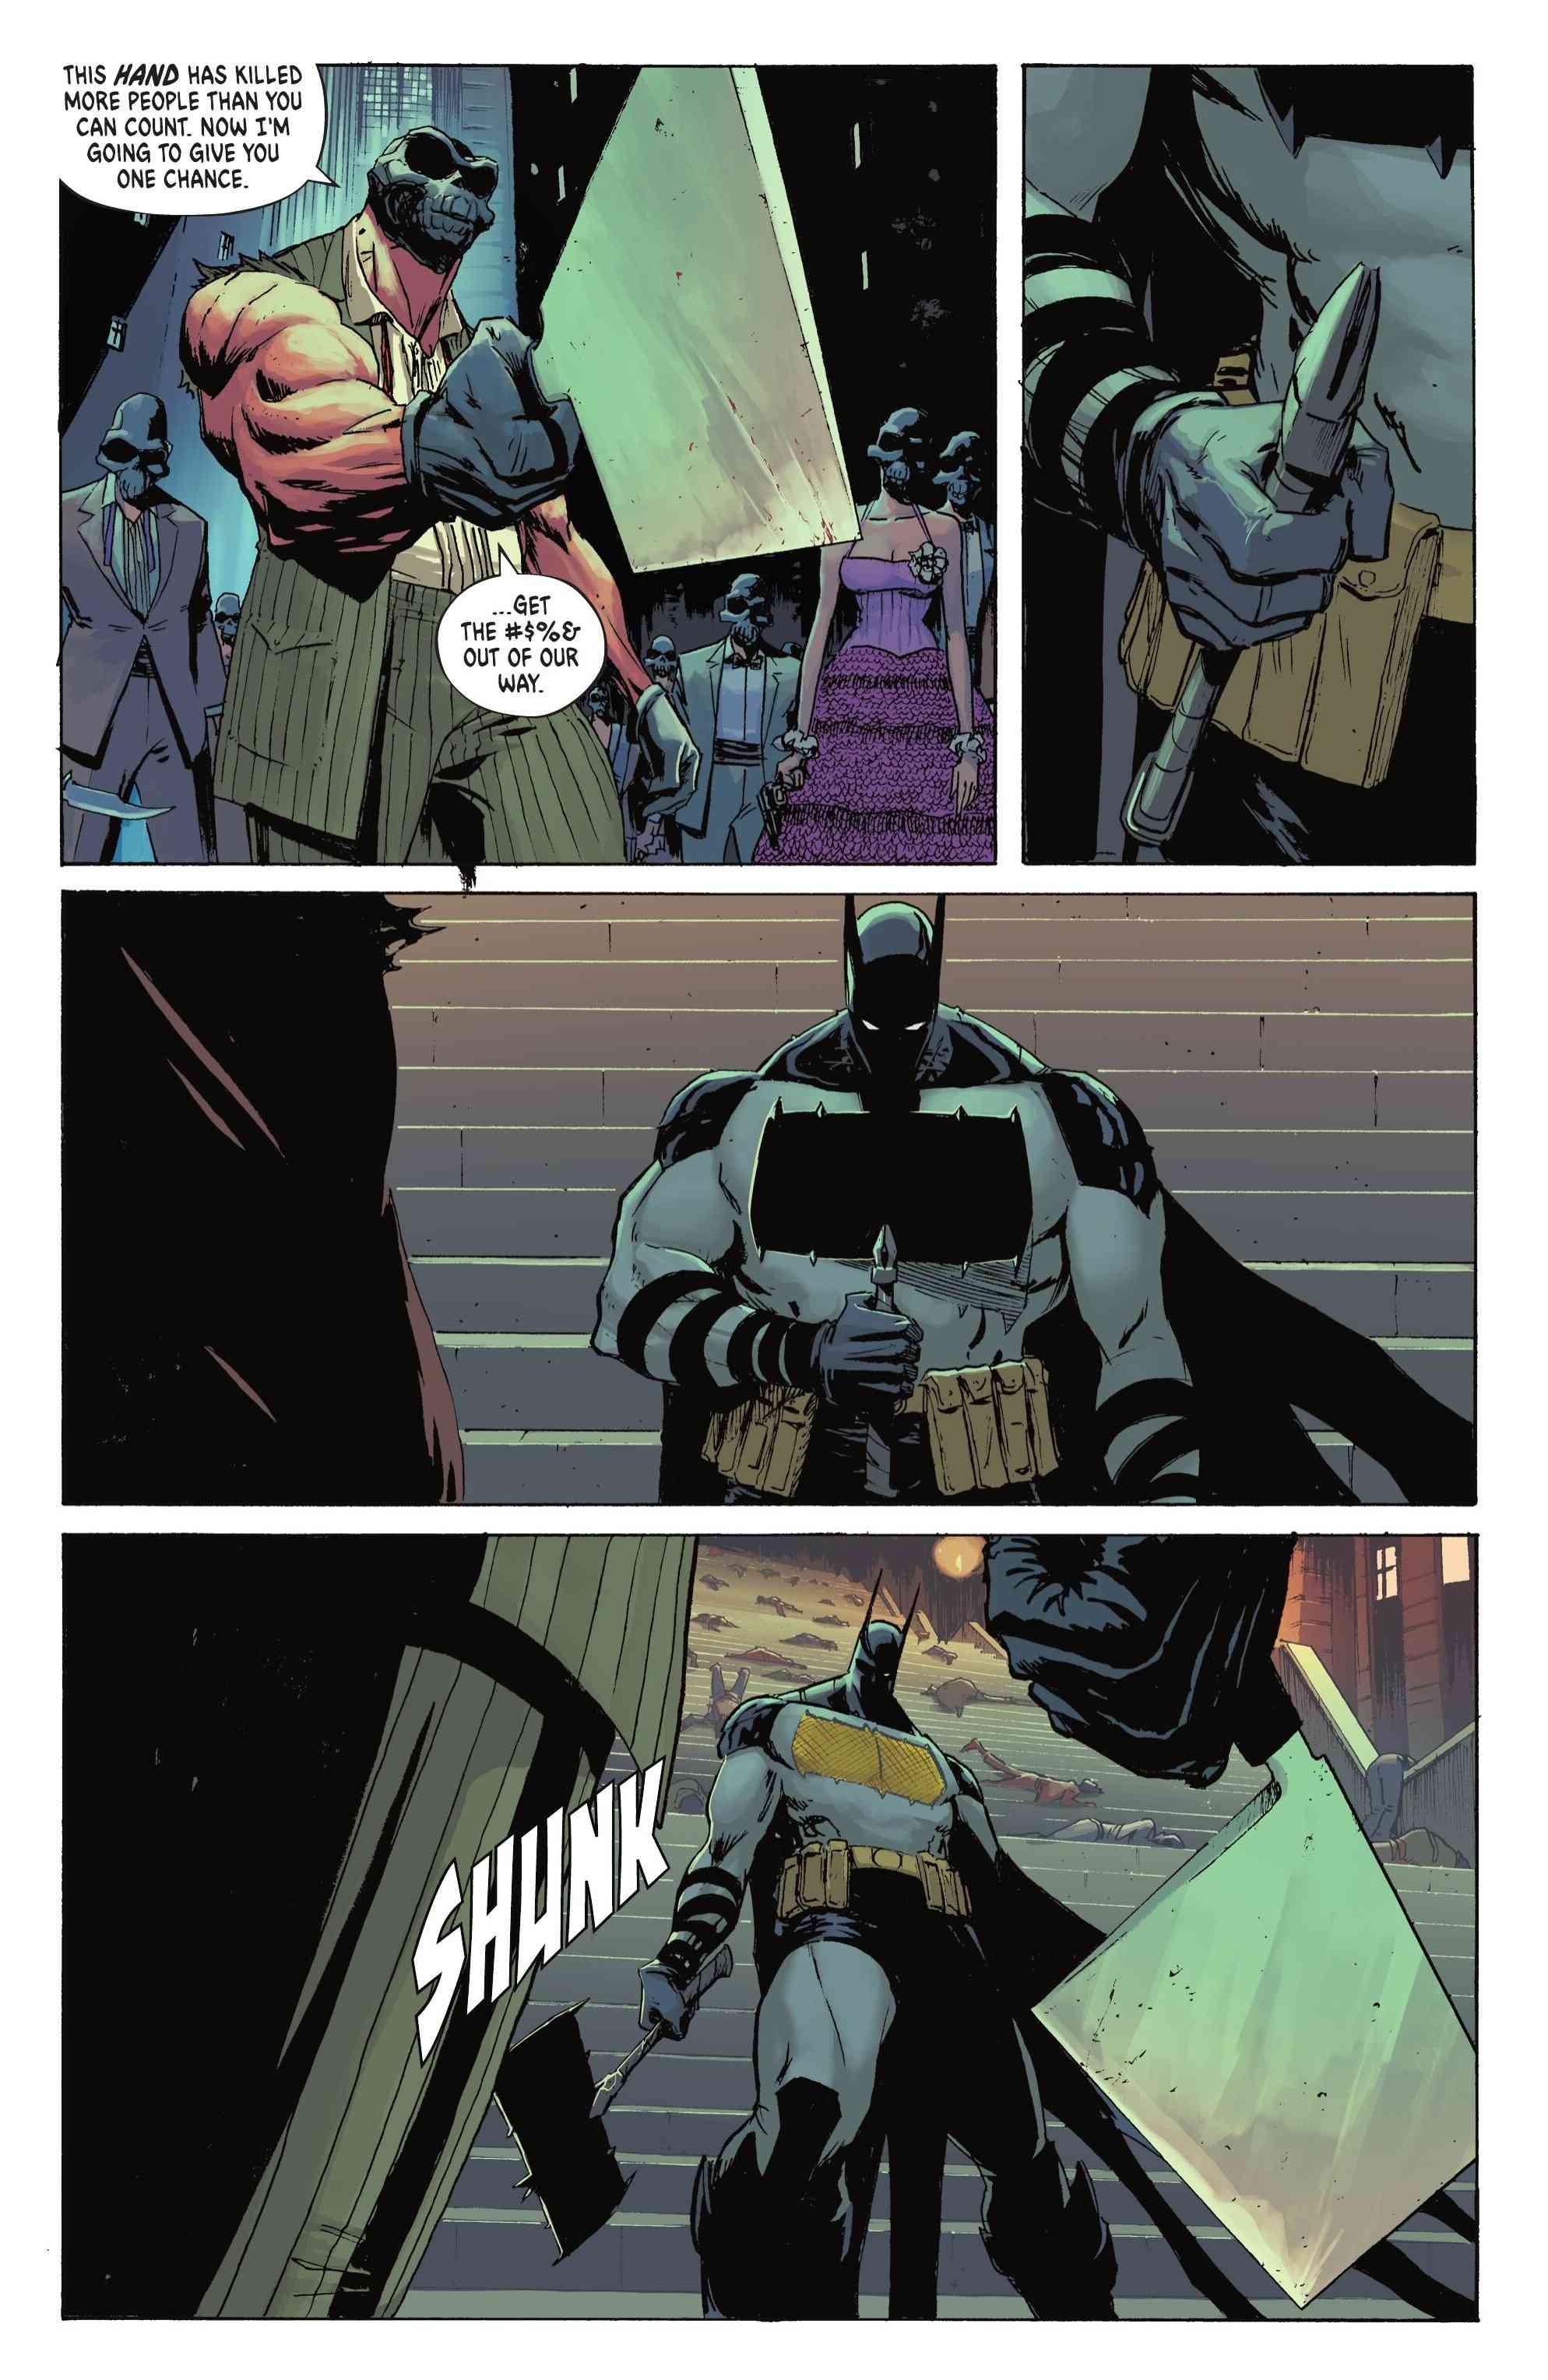 THIS HAND HAS KILLED
MORE PEOPLE THAN YOU
CAN COUNT. NOW I'M
GOING TO GIVE YOU
ONE CHANCE.
...GET
THE #$%&
OUT OF OUR
WAY.
SHUNK